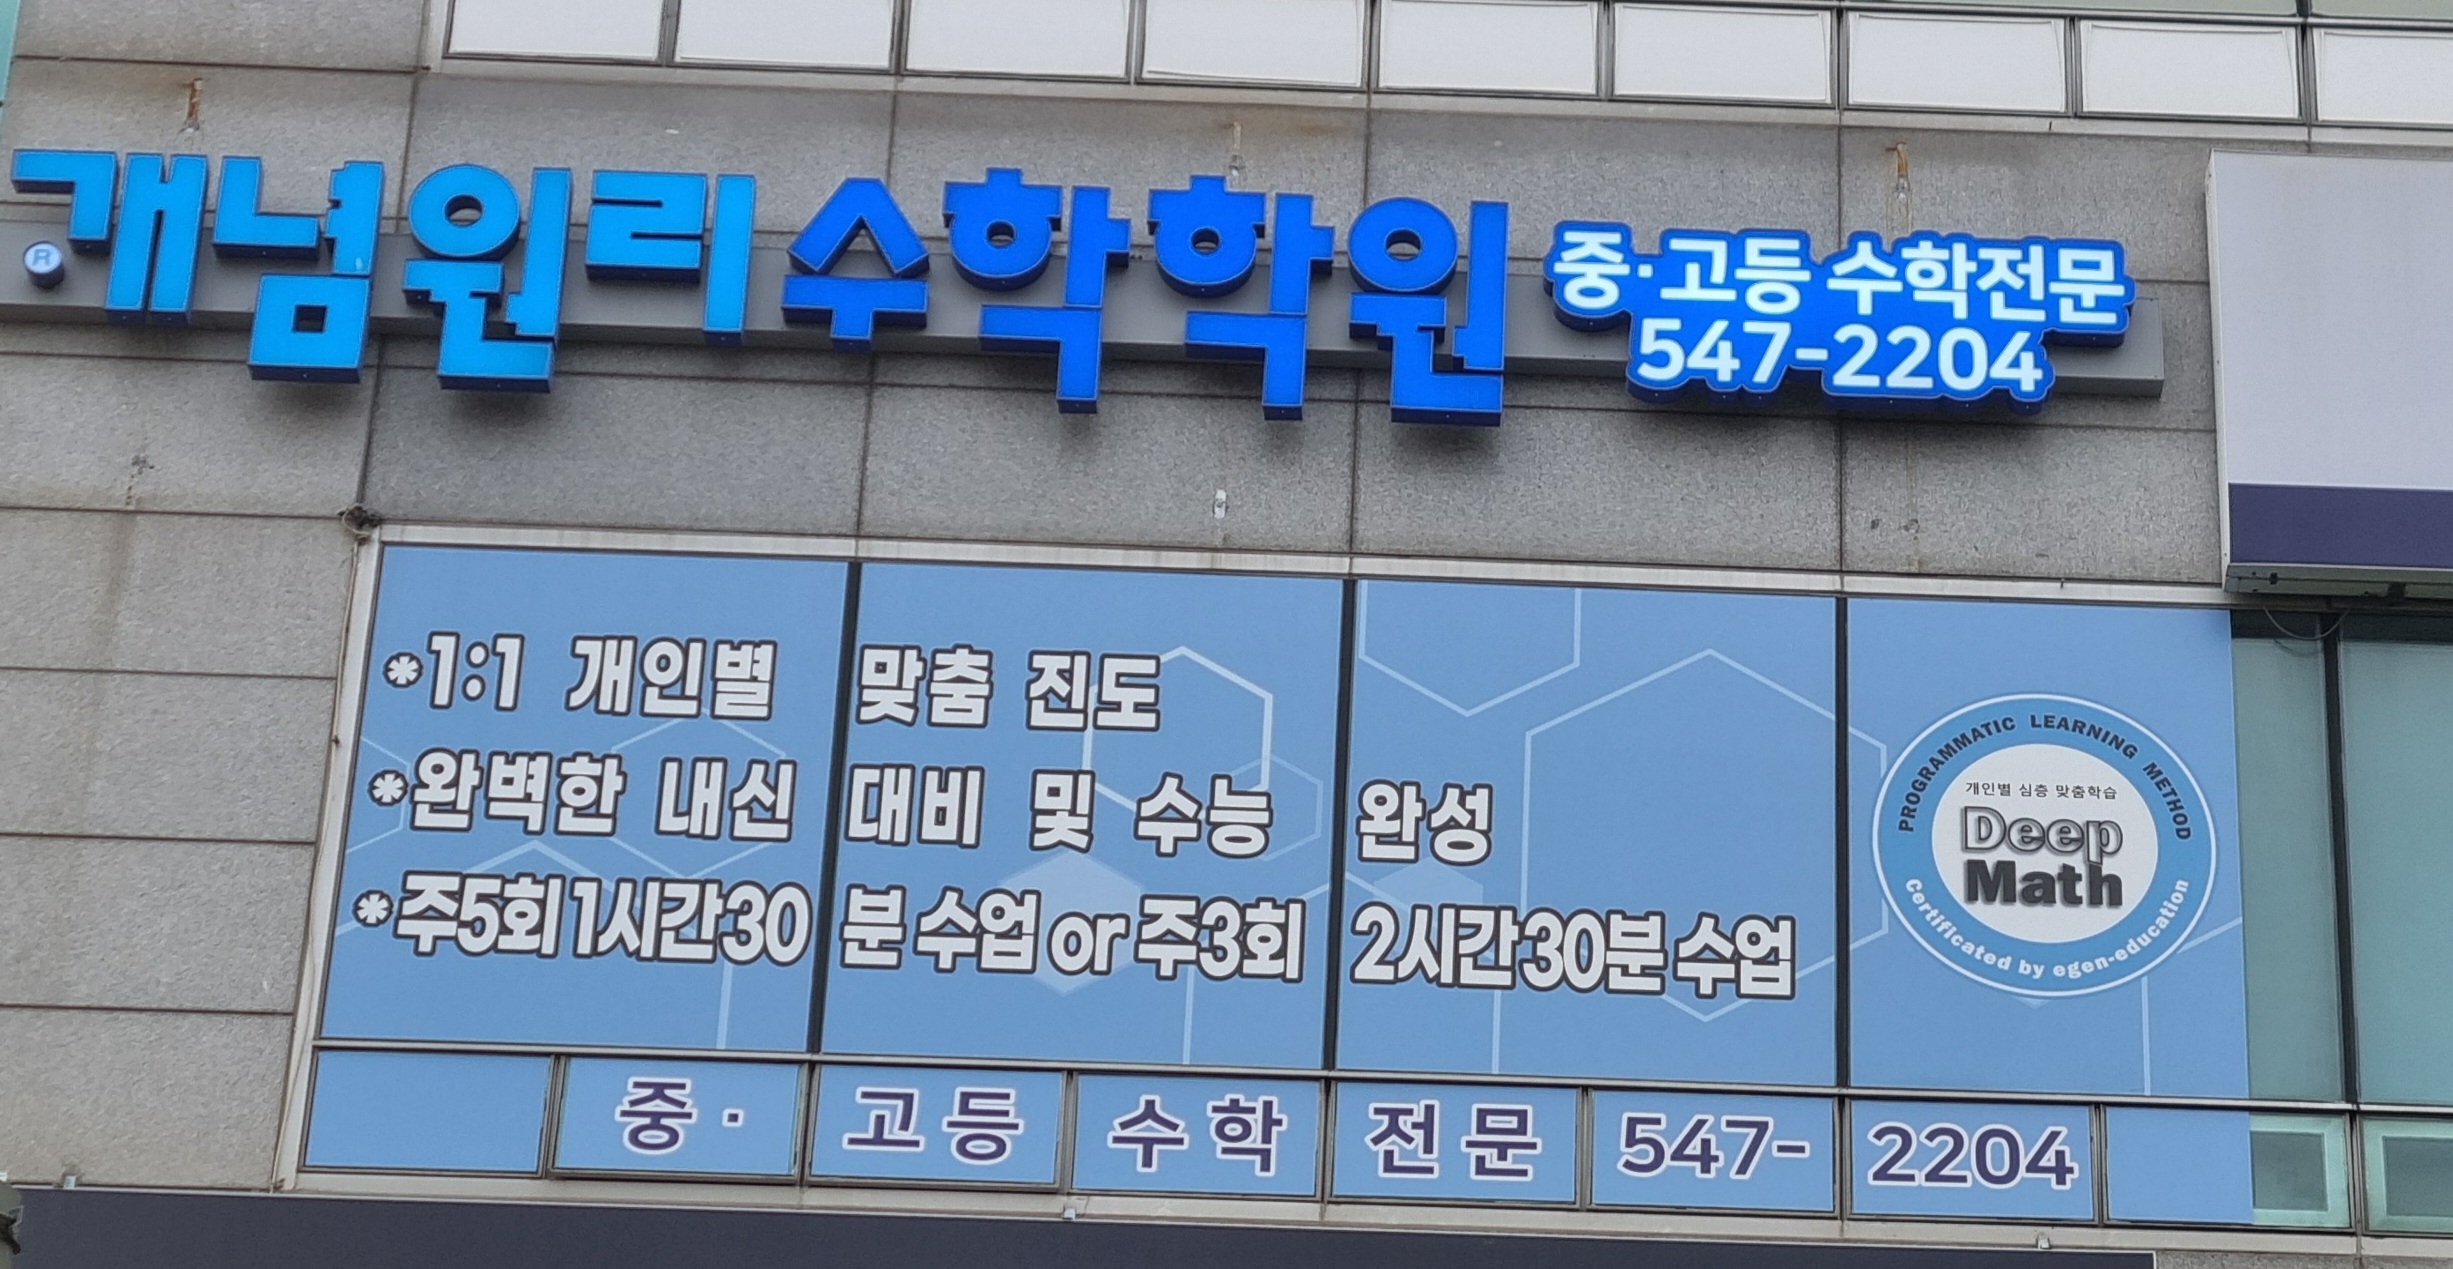 개념원리수학학원
®
중·고등 수학전문
547-2204
*1:1 개인별 맞춤 진도
*완벽한 내신 대비 및 수능 완성
*주5회 1시간30분 수업 or 주3회 2시간30분 수업
PROGRAMMATIC LEARNING METHOD
개인별 심층 맞춤학습
Deep
Math
Certificated by egen-education
중·고등 수학 전문 547-2204